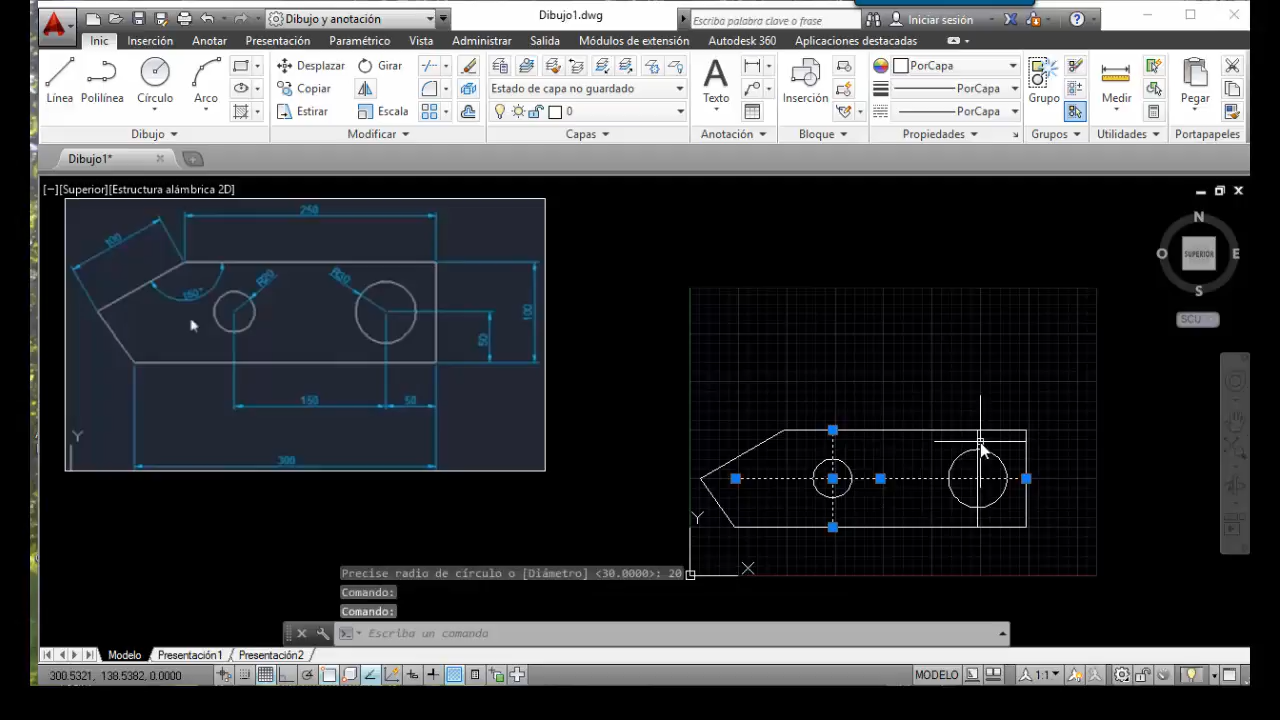 Dibujo y anotación
Dibujo1.dwg
Escriba palabra clave o frase
Iniciar sesión
Inic Inserción Anotar Presentación Paramétrico Vista Administrar Salida Módulos de extensión Autodesk 360 Aplicaciones destacadas
Línea Polilínea Círculo Arco
Desplazar Girar
Copiar
Estirar Escala
Estado de capa no guardado
0
Texto
Inserción
PorCapa
PorCapa
PorCapa
Grupo
Medir
Pegar
Dibujo Modificar Capas Anotación Bloque Propiedades Grupos Utilidades Portapapeles
Dibujo1*
[−][Superior][Estructura alámbrica 2D]
250
100
150°
R20
R30
100
50
150
50
300
Y
N
O SUPERIOR E
S
SCU
Y
X
Precise radio de círculo o [Diámetro] <30.0000>: 20
Comando:
Comando:
Escriba un comando
Modelo Presentación1 Presentación2
300.5321, 138.5382, 0.0000
MODELO
1:1